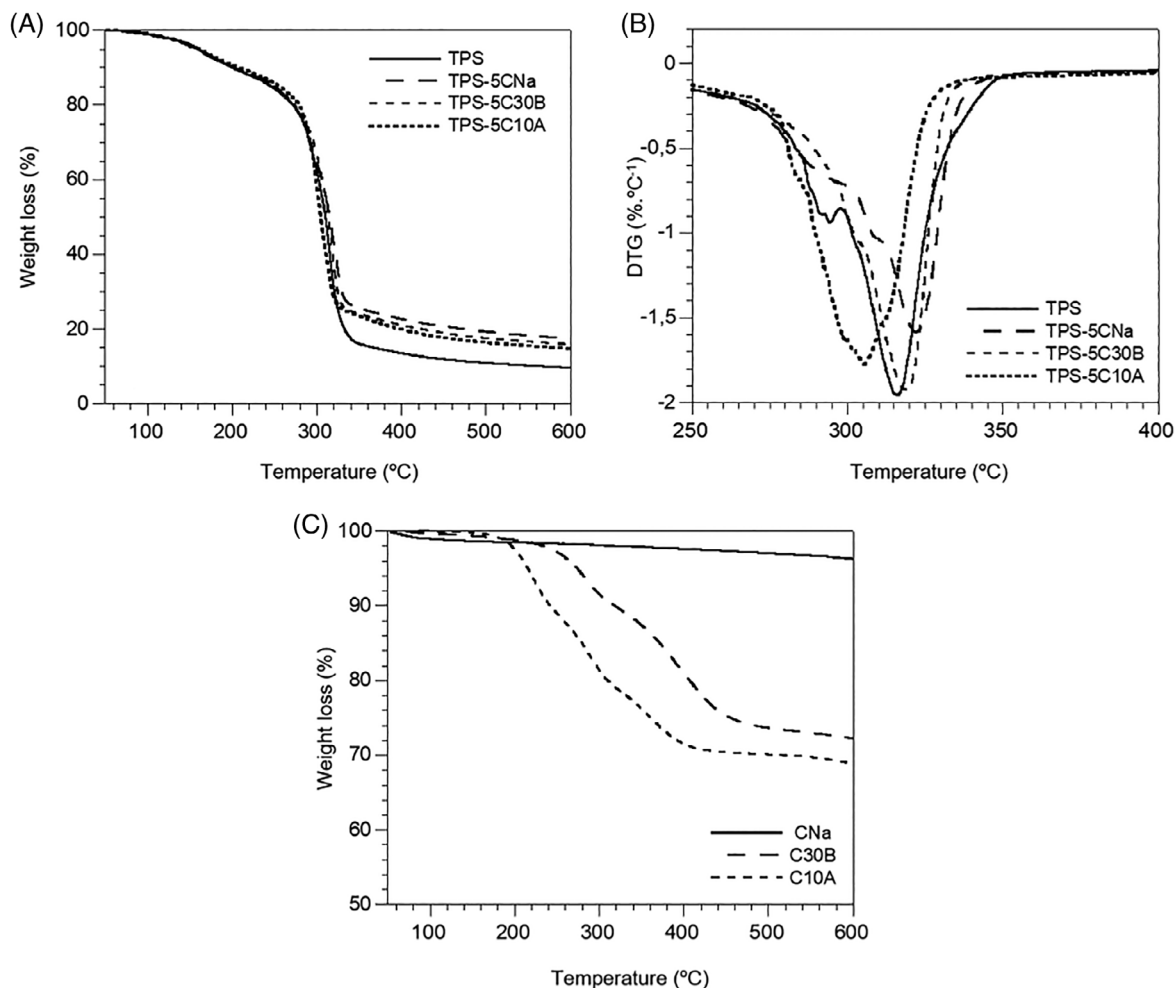 (A)
100
80
60
40
20
0
Weight loss (%)
TPS
TPS-5CNa
TPS-5C30B
TPS-5C10A
100 200 300 400 500 600
Temperature (ºC)
(B)
0
-0,5
-1
-1.5
-2
DTG (%.ºC-1)
TPS
TPS-5CNa
TPS-5C30B
TPS-5C10A
250 300 350 400
Temperature (ºC)
(C)
100
90
80
70
60
50
Weight loss (%)
CNa
C30B
C10A
100 200 300 400 500 600
Temperature (ºC)